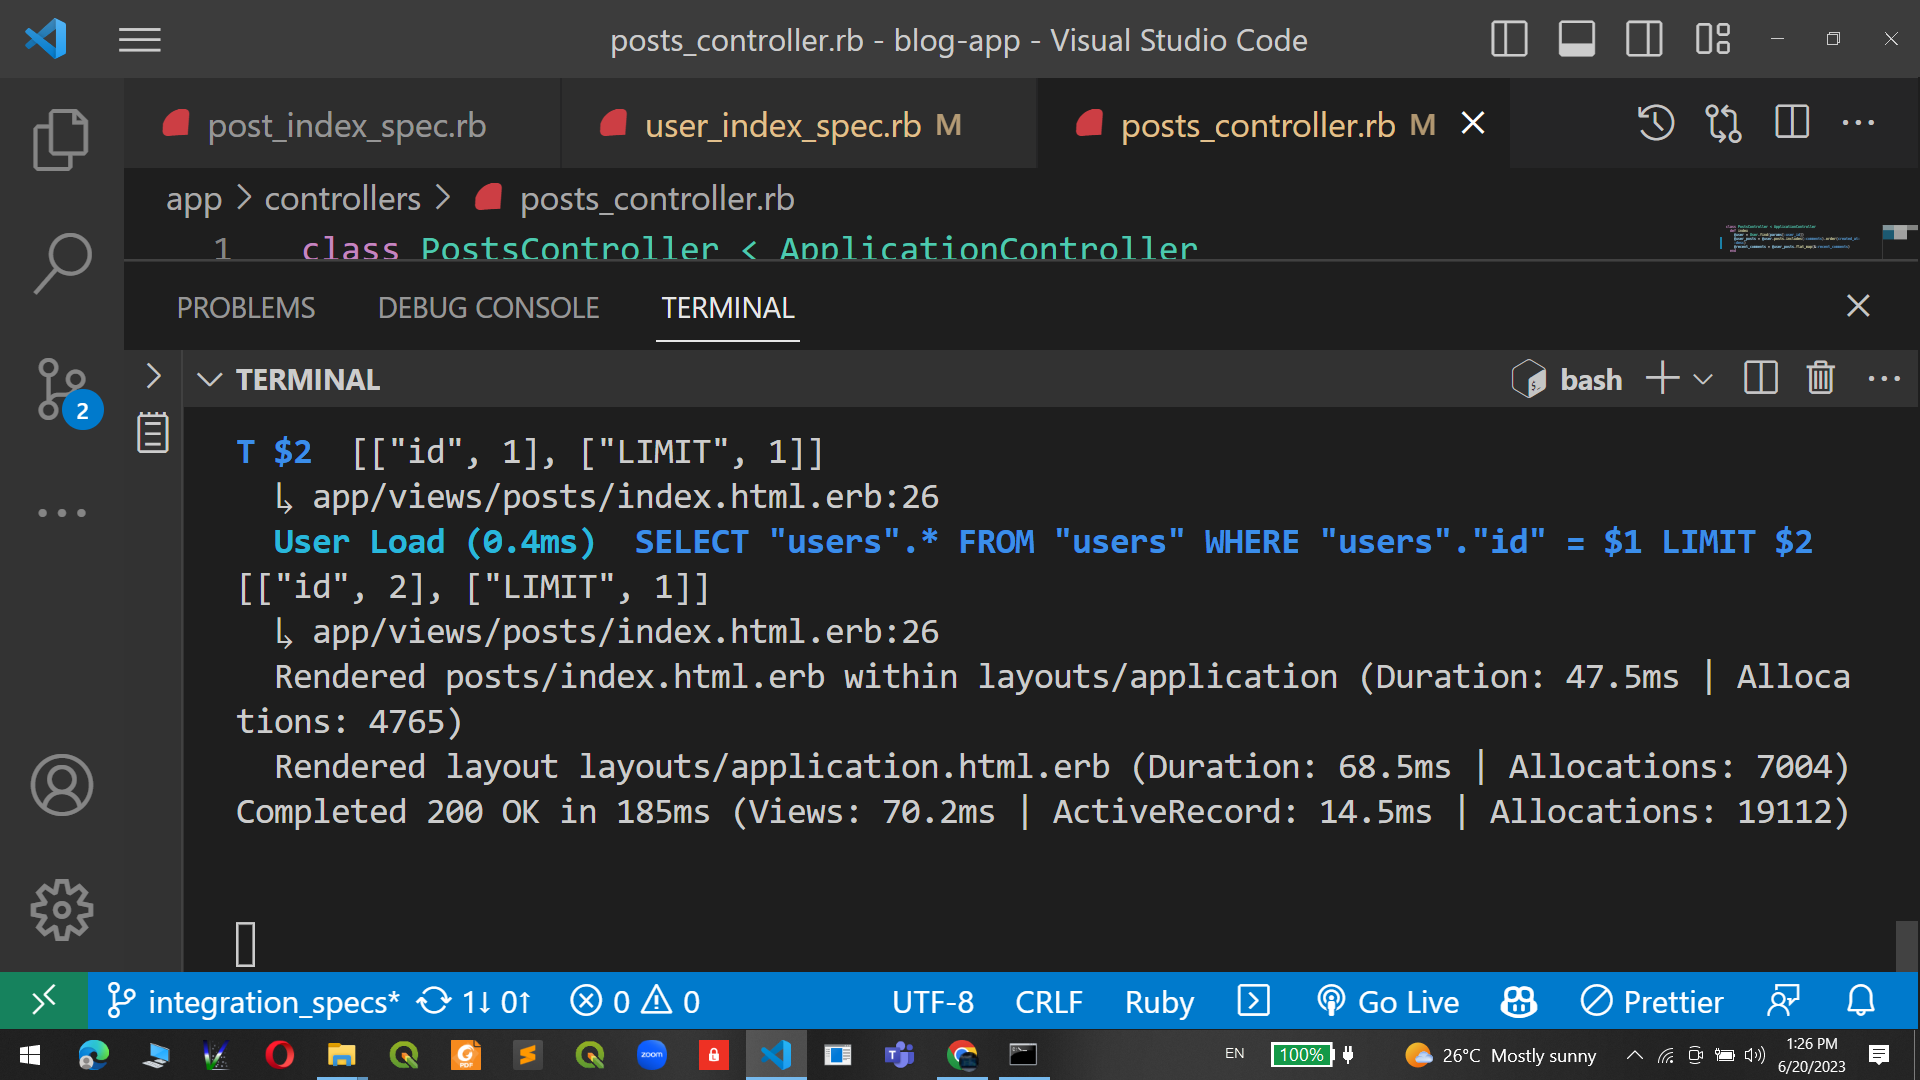 posts_controller.rb - blog-app - Visual Studio Code
post_index_spec.rb
user_index_spec.rb M
posts_controller.rb M
app > controllers > posts_controller.rb
1 class PostsController < ApplicationController
PROBLEMS DEBUG CONSOLE TERMINAL
TERMINAL
bash
T $2  [["id", 1], ["LIMIT", 1]]
↳ app/views/posts/index.html.erb:26
User Load (0.4ms)  SELECT "users".* FROM "users" WHERE "users"."id" = $1 LIMIT $2
[["id", 2], ["LIMIT", 1]]
↳ app/views/posts/index.html.erb:26
Rendered posts/index.html.erb within layouts/application (Duration: 47.5ms | Alloca
tions: 4765)
Rendered layout layouts/application.html.erb (Duration: 68.5ms | Allocations: 7004)
Completed 200 OK in 185ms (Views: 70.2ms | ActiveRecord: 14.5ms | Allocations: 19112)
2
integration_specs* 1↓ 0↑ 0 0 UTF-8 CRLF Ruby Go Live Prettier
zoom
EN 100% 26°C Mostly sunny
1:26 PM
6/20/2023